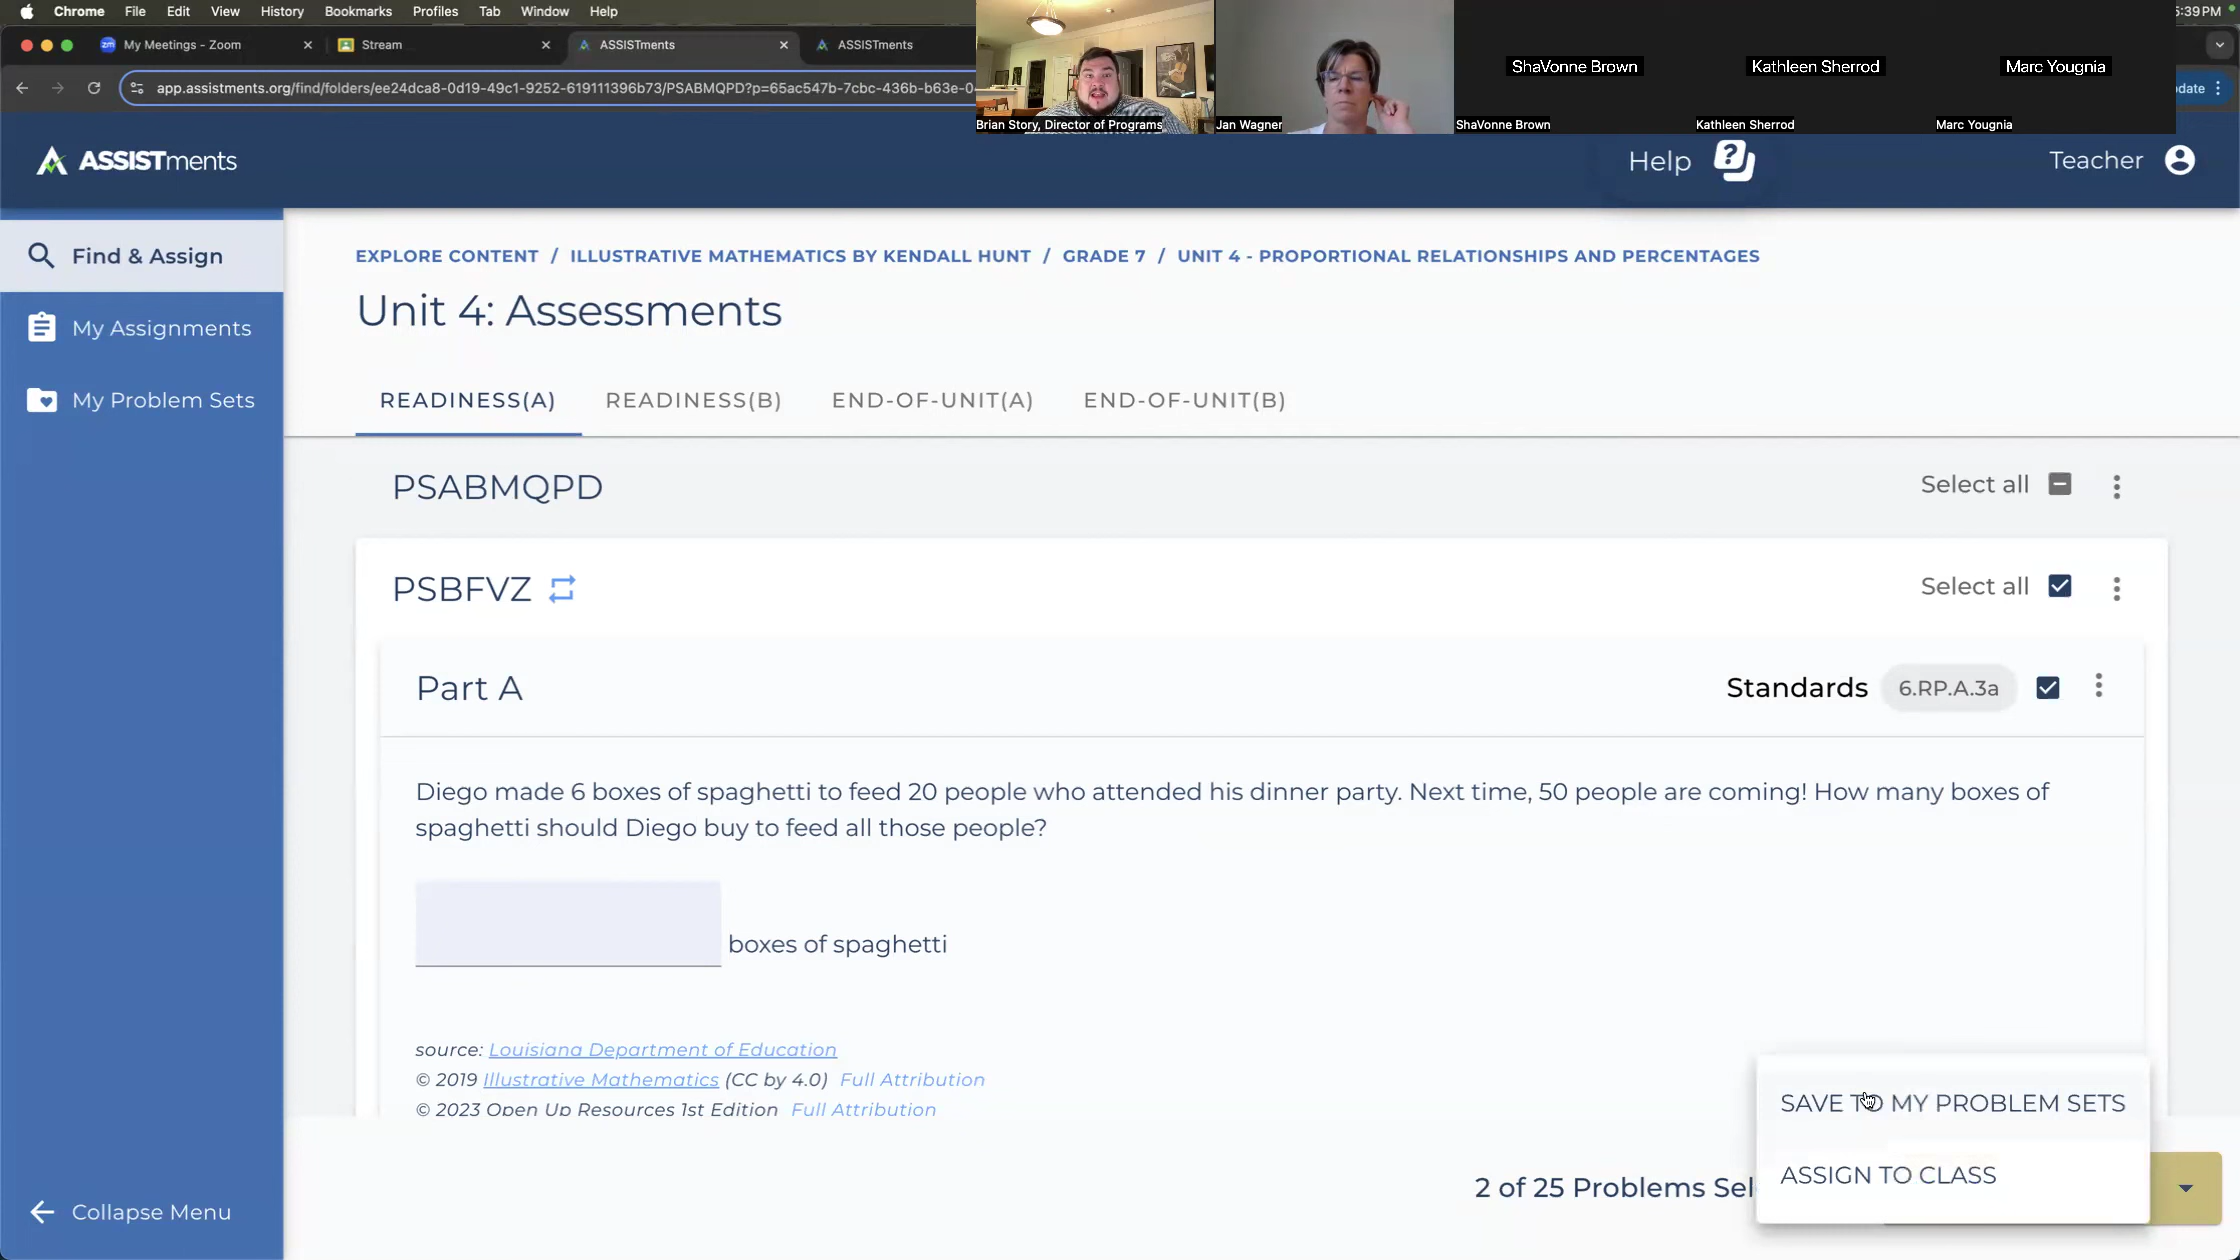 Chrome File Edit View History Bookmarks Profiles Tab Window Help
5:39 PM
My Meetings - Zoom
Stream
ASSISTments
ASSISTments
app.assistments.org/find/folders/ee24dca8-0d19-49c1-9252-619111396b73/PSABMQPD?p=65ac547b-7cbc-436b-b63e-0
date
Brian Story, Director of Programs
Jan Wagner
ShaVonne Brown
ShaVonne Brown
Kathleen Sherrod
Kathleen Sherrod
Marc Yougnia
Marc Yougnia
ASSISTments
Help
Teacher
Find & Assign
My Assignments
My Problem Sets
Collapse Menu
EXPLORE CONTENT / ILLUSTRATIVE MATHEMATICS BY KENDALL HUNT / GRADE 7 / UNIT 4 - PROPORTIONAL RELATIONSHIPS AND PERCENTAGES
Unit 4: Assessments
READINESS(A) READINESS(B) END-OF-UNIT(A) END-OF-UNIT(B)
PSABMQPD
Select all
PSBFVZ
Select all
Part A
Standards 6.RP.A.3a
Diego made 6 boxes of spaghetti to feed 20 people who attended his dinner party. Next time, 50 people are coming! How many boxes of
spaghetti should Diego buy to feed all those people?
boxes of spaghetti
source: Louisiana Department of Education
© 2019 Illustrative Mathematics (CC by 4.0) Full Attribution
© 2023 Open Up Resources 1st Edition Full Attribution
SAVE TO MY PROBLEM SETS
ASSIGN TO CLASS
2 of 25 Problems Sel